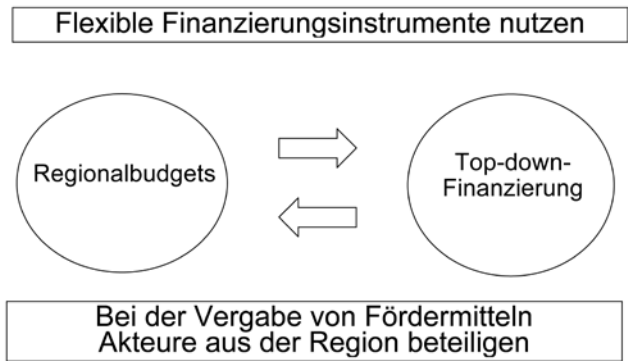 Flexible Finanzierungsinstrumente nutzen
Regionalbudgets
Top-down-
Finanzierung
Bei der Vergabe von Fördermitteln
Akteure aus der Region beteiligen